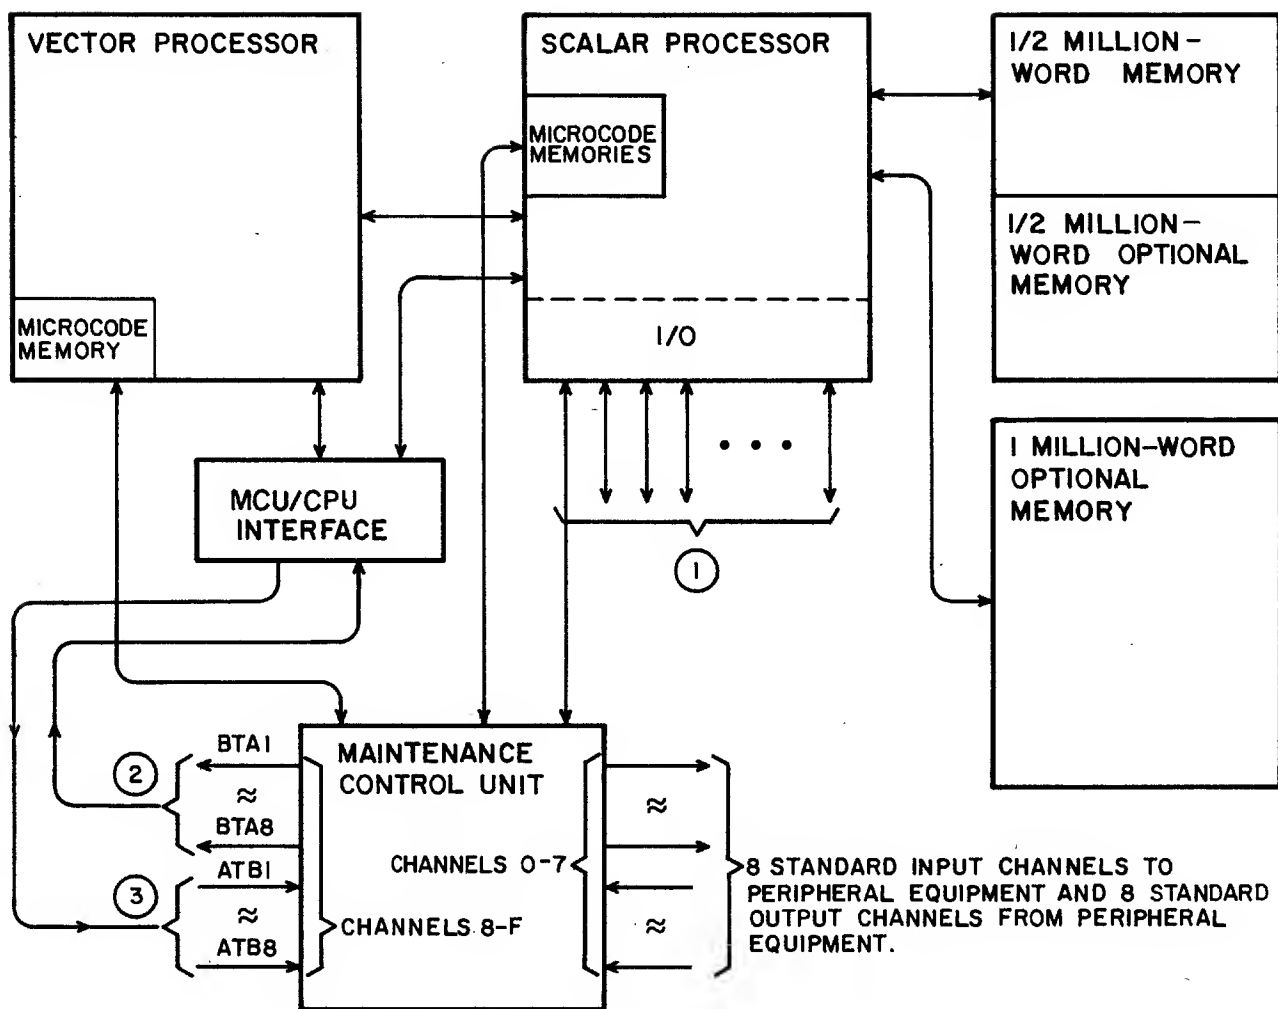 VECTOR PROCESSOR
MICROCODE
MEMORY
SCALAR PROCESSOR
MICROCODE
MEMORIES
I/O
1/2 MILLION-
WORD MEMORY
1/2 MILLION-
WORD OPTIONAL
MEMORY
1 MILLION-WORD
OPTIONAL
MEMORY
MCU/CPU
INTERFACE
• • •
1
MAINTENANCE
CONTROL UNIT
2
BTA1
≈
BTA8
3
ATB1
≈
ATB8
CHANNELS 0-7
CHANNELS 8-F
≈
≈
8 STANDARD INPUT CHANNELS TO
PERIPHERAL EQUIPMENT AND 8 STANDARD
OUTPUT CHANNELS FROM PERIPHERAL
EQUIPMENT.